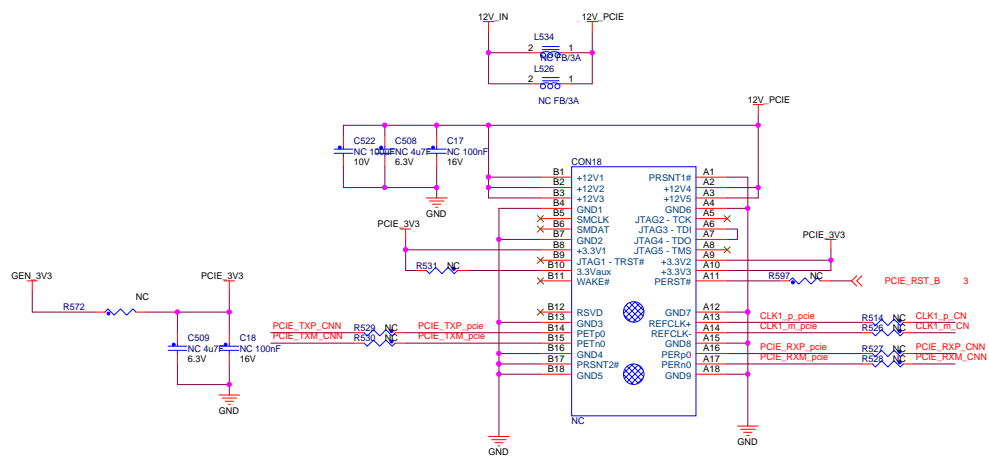 12V_IN 12V_PCIE
L534
2 1
NC FB/3A
L526
2 1
NC FB/3A
12V_PCIE
C522 C508 C17
NC 100uF NC 4u7F NC 100nF
10V 6.3V 16V
GND
CON18
B1 +12V1 PRSNT1# A1
B2 +12V2 +12V4 A2
B3 +12V3 +12V5 A3
B4 GND1 GND6 A4
B5 SMCLK JTAG2 - TCK A5
B6 SMDAT JTAG3 - TDI A6
B7 GND2 JTAG4 - TDO A7
B8 +3.3V1 JTAG5 - TMS A8
B9 JTAG1 - TRST# +3.3V2 A9
B10 3.3Vaux +3.3V3 A10
B11 WAKE# PERST# A11
B12 RSVD GND7 A12
B13 GND3 REFCLK+ A13
B14 PETp0 REFCLK- A14
B15 PETn0 GND8 A15
B16 GND4 PERp0 A16
B17 PRSNT2# PERn0 A17
B18 GND5 GND9 A18
NC
PCIE_3V3
R531 NC
PCIE_3V3
R597 NC PCIE_RST_B 3
GEN_3V3 PCIE_3V3
R572 NC
C509 C18
NC 4u7F NC 100nF
6.3V 16V
GND
PCIE_TXP_CNN R529 NC PCIE_TXP_pcie
PCIE_TXM_CNN R530 NC PCIE_TXM_pcie
CLK1_p_pcie R514 NC CLK1_p_CN
CLK1_m_pcie R526 NC CLK1_m_CN
PCIE_RXP_pcie R527 NC PCIE_RXP_CNN
PCIE_RXM_pcie R528 NC PCIE_RXM_CNN
GND
GND